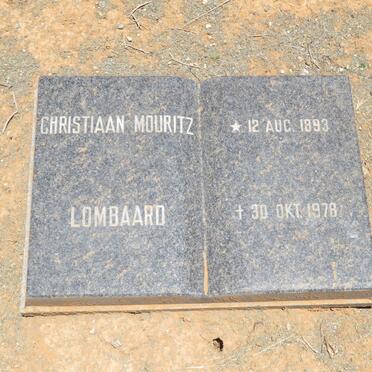 CHRISTIAAN MOURITZ
LOMBAARD
★ 12 AUG. 1893
† 30 OKT. 1978